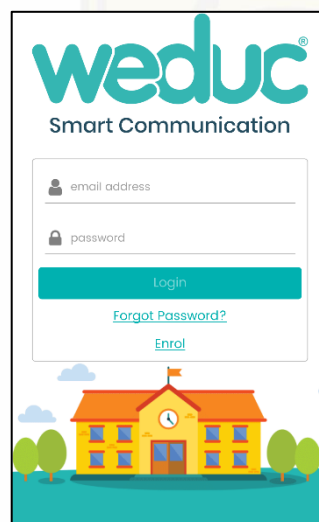 weduc®
Smart Communication
email address
password
Login
Forgot Password?
Enrol